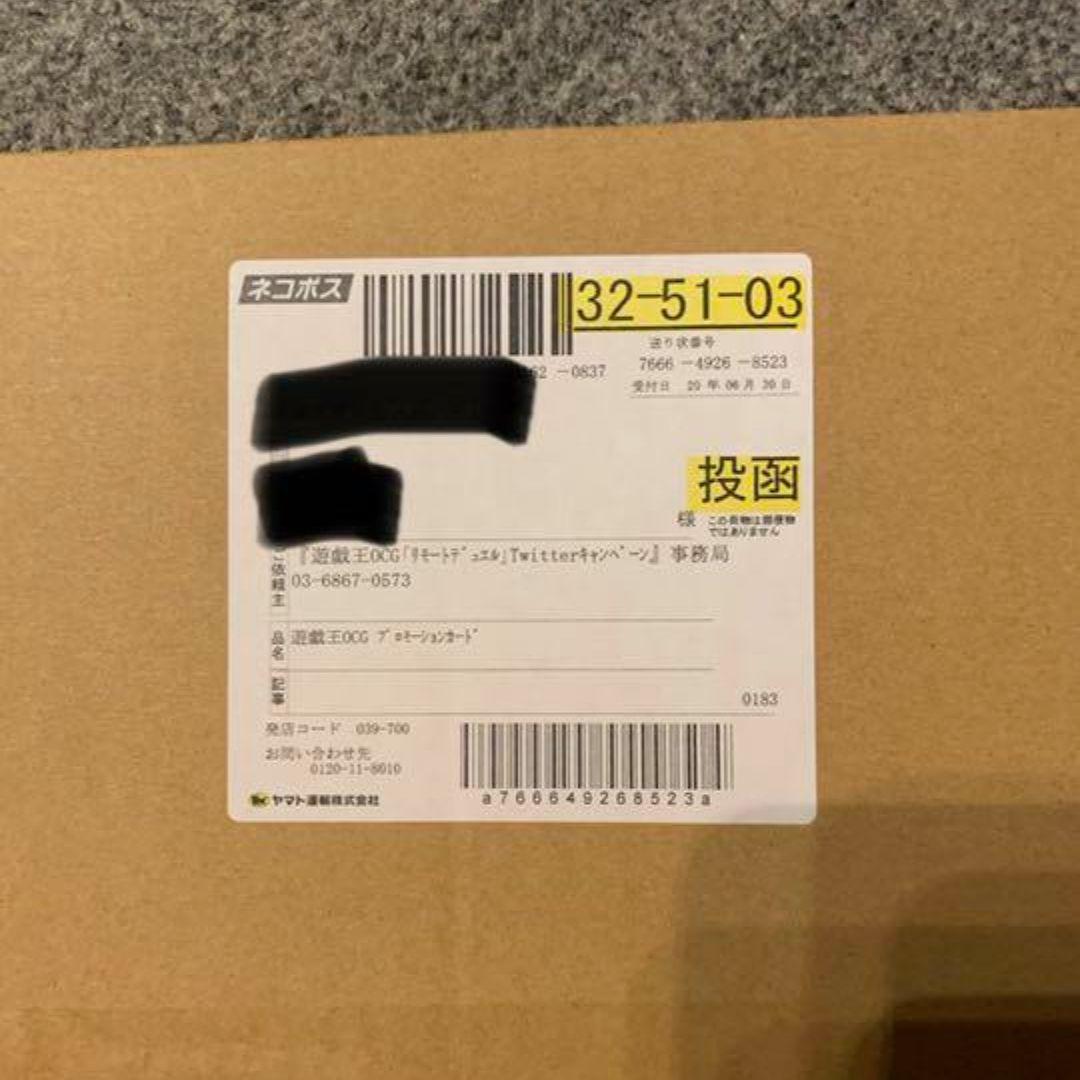 ネコポス
32-51-03
送り状番号
7666 -4926 -8523
62 -0837
受付日 20 年 06 月 30 日
投函
様
この荷物は郵便物
ではありません
ご依頼主
『遊戯王OCG「リモートデュエル」Twitterキャンペーン』事務局
03-6867-0573
品名
遊戯王OCG プロモーションカード
記事
0183
発店コード 039-700
お問い合わせ先
0120-11-8010
ヤマト運輸株式会社
a766649268523a